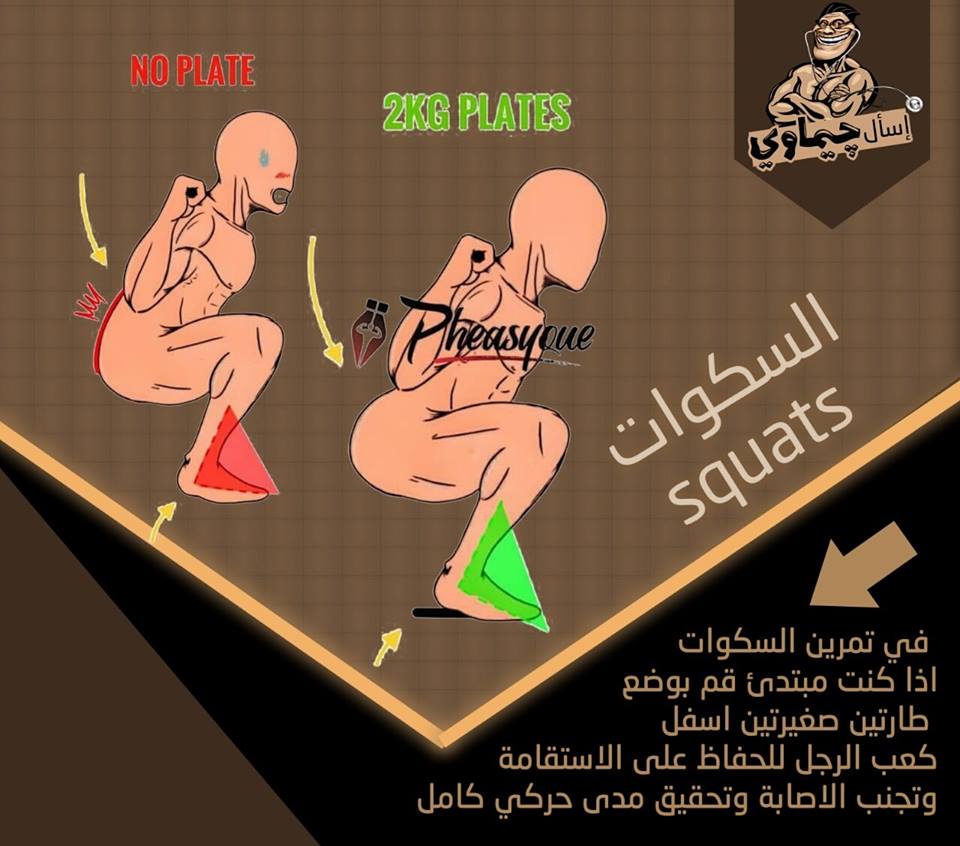 NO PLATE
2KG PLATES
إسأل چيماوي
Pheasyque
السكوات
squats
في تمرين السكوات
اذا كنت مبتدئ قم بوضع
طارتين صغيرتين اسفل
كعب الرجل للحفاظ على الاستقامة
وتجنب الاصابة وتحقيق مدى حركي كامل